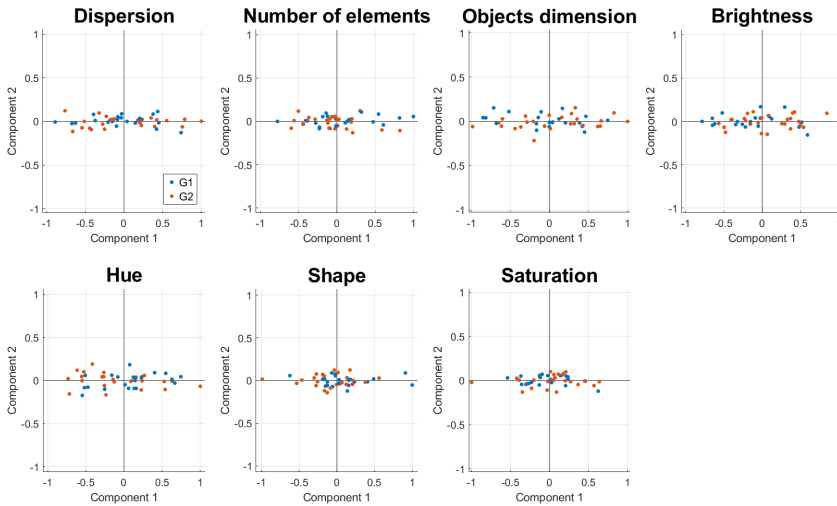 Dispersion
Number of elements
Objects dimension
Brightness
1
0.5
0
-0.5
-1
-1 -0.5 0 0.5 1
Component 1
Component 2
G1
G2
1
0.5
0
-0.5
-1
-1 -0.5 0 0.5 1
Component 1
Component 2
1
0.5
0
-0.5
-1
-1 -0.5 0 0.5 1
Component 1
Component 2
1
0.5
0
-0.5
-1
-1 -0.5 0 0.5
Component 1
Component 2
Hue
Shape
Saturation
1
0.5
0
-0.5
-1
-1 -0.5 0 0.5 1
Component 1
Component 2
1
0.5
0
-0.5
-1
-1 -0.5 0 0.5 1
Component 1
Component 2
1
0.5
0
-0.5
-1
-1 -0.5 0 0.5 1
Component 1
Component 2